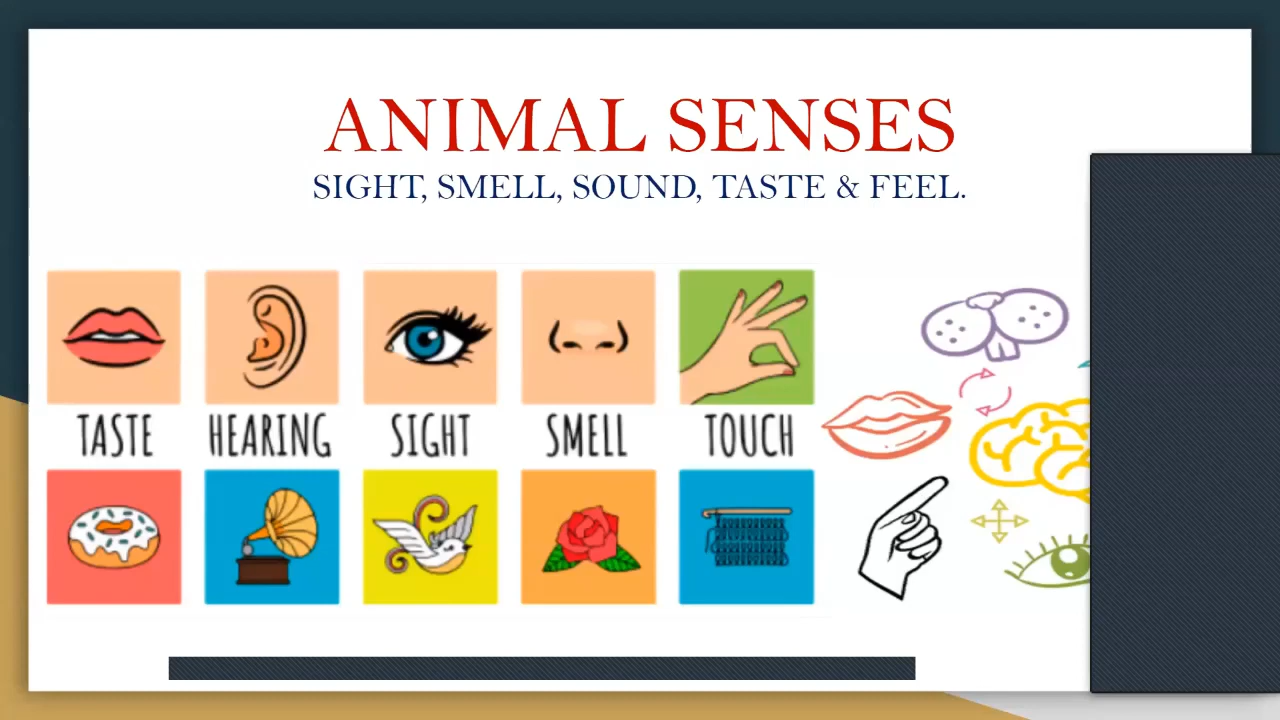 ANIMAL SENSES
SIGHT, SMELL, SOUND, TASTE & FEEL.
TASTE HEARING SIGHT SMELL TOUCH